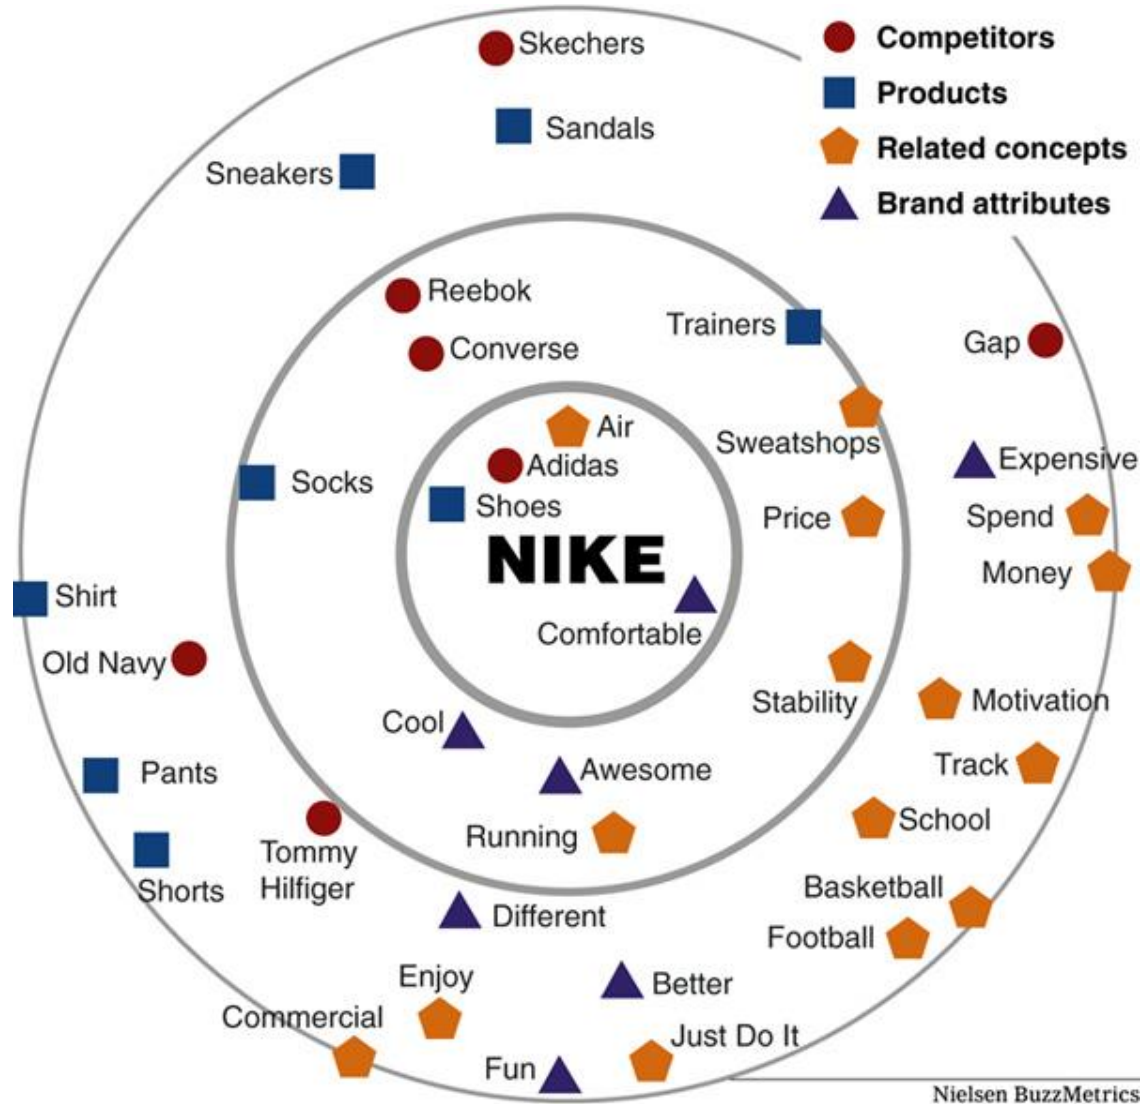 Skechers
Competitors
Products
Sandals
Related concepts
Sneakers
Brand attributes
Reebok
Trainers
Gap
Converse
Air
Sweatshops
Adidas
Expensive
Socks
Shoes
Price
Spend
NIKE
Money
Shirt
Comfortable
Old Navy
Stability
Motivation
Cool
Pants
Awesome
Track
Running
School
Tommy
Hilfiger
Shorts
Basketball
Different
Football
Enjoy
Better
Commercial
Just Do It
Fun
Nielsen BuzzMetrics